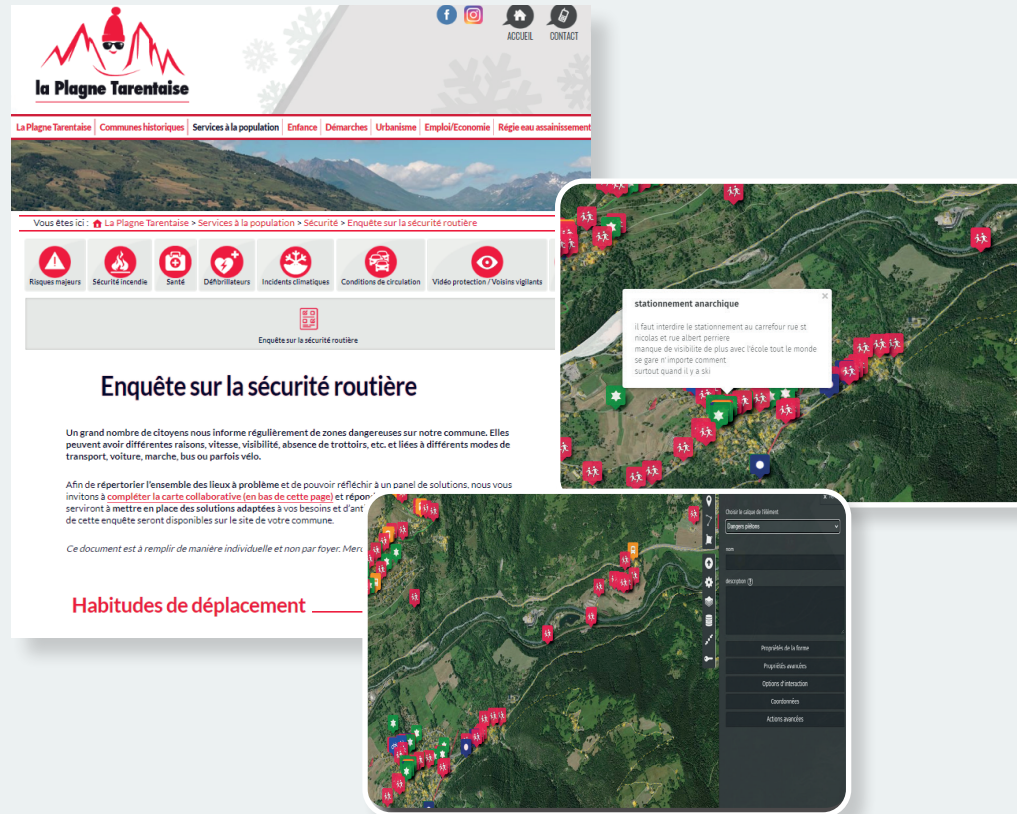 ACCUEIL
CONTACT
la Plagne Tarentaise
La Plagne Tarentaise Communes historiques Services à la population Enfance Démarches Urbanisme Emploi/Economie Régie eau assainissement
Vous êtes ici : La Plagne Tarentaise > Services à la population > Sécurité > Enquête sur la sécurité routière
Risques majeurs
Sécurité incendie
Santé
Défibrillateurs
Incidents climatiques
Conditions de circulation
Vidéo protection / Voisins vigilants
Enquête sur la sécurité routière
Enquête sur la sécurité routière
Un grand nombre de citoyens nous informe régulièrement de zones dangereuses sur notre commune. Elles
peuvent avoir différentes raisons, vitesse, visibilité, absence de trottoirs, etc. et liées à différents modes de
transport, voiture, marche, bus ou parfois vélo.
Afin de répertorier l'ensemble des lieux à problème et de pouvoir réfléchir à un panel de solutions, nous vous
invitons à compléter la carte collaborative (en bas de cette page) et
serviront à mettre en place des solutions adaptées à vos besoins et
de cette enquête seront disponibles sur le site de votre commune.
Ce document est à remplir de manière individuelle et non par foyer.
Habitudes de déplacement
stationnement anarchique
il faut interdire le stationnement au carrefour rue st
nicolas et rue albert perriere
manque de visibilite de plus avec l'école tout le monde
se gare n'importe comment
surtout quand il y a ski
Choisir le calque de l'élément
Dangers piétons
nom
description
Propriétés de la forme
Propriétés avancées
Options d'interaction
Coordonnées
Actions avancées